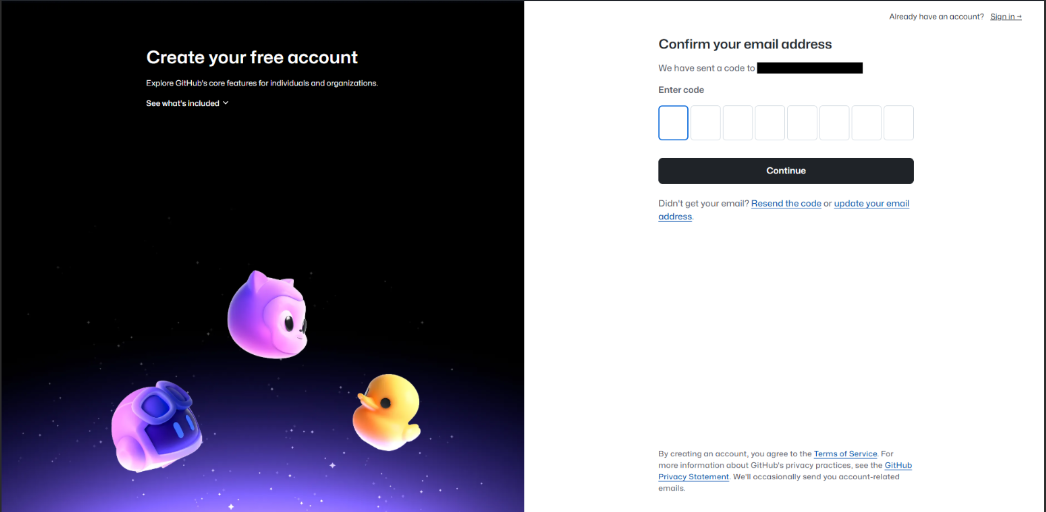 Create your free account
Explore GitHub's core features for individuals and organizations.
See what's included
Already have an account? Sign in →
Confirm your email address
We have sent a code to
Enter code
Continue
Didn't get your email? Resend the code or update your email
address.
By creating an account, you agree to the Terms of Service. For
more information about GitHub's privacy practices, see the GitHub
Privacy Statement. We'll occasionally send you account-related
emails.